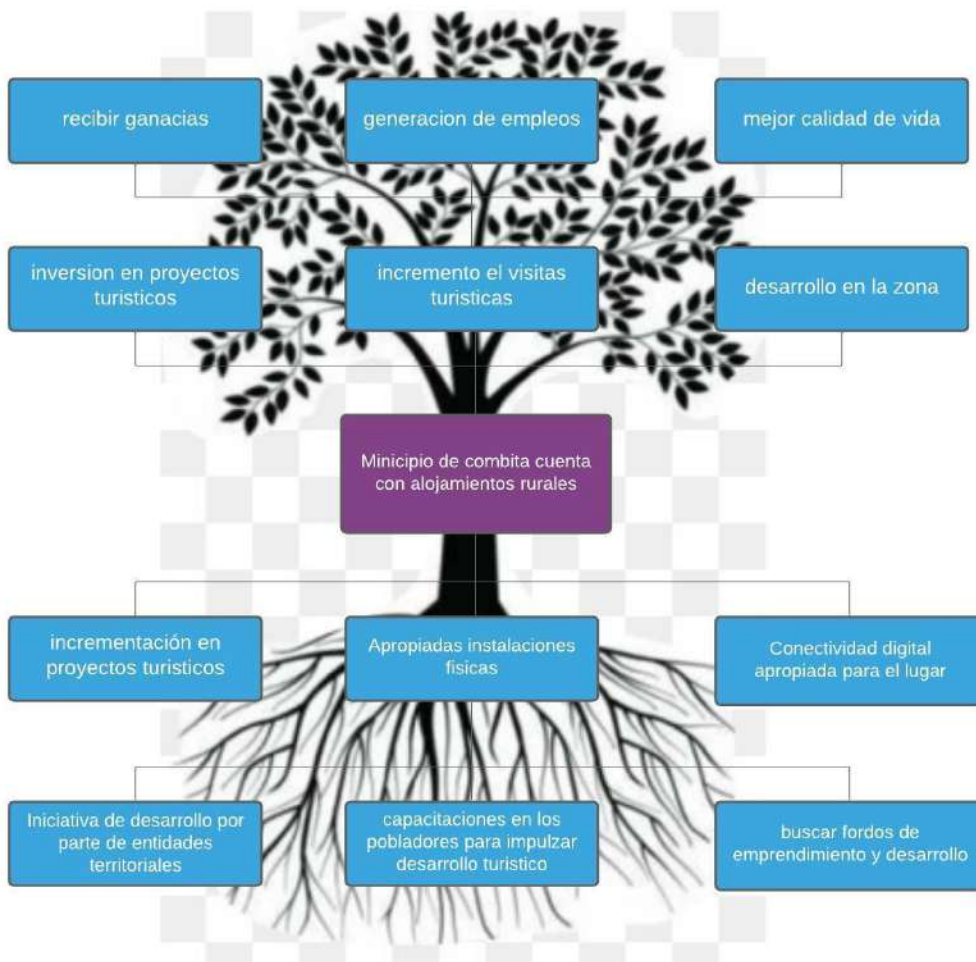 recibir ganacias
generacion de empleos
mejor calidad de vida
inversion en proyectos
turisticos
incremento el visitas
turisticas
desarrollo en la zona
Minicipio de combita cuenta
con alojamientos rurales
incrementación en
proyectos turisticos
Apropiadas instalaciones
fisicas
Conectividad digital
apropiada para el lugar
Iniciativa de desarrollo por
parte de entidades
territoriales
capacitaciones en los
pobladores para impulzar
desarrollo turistico
buscar fordos de
emprendimiento y desarrollo